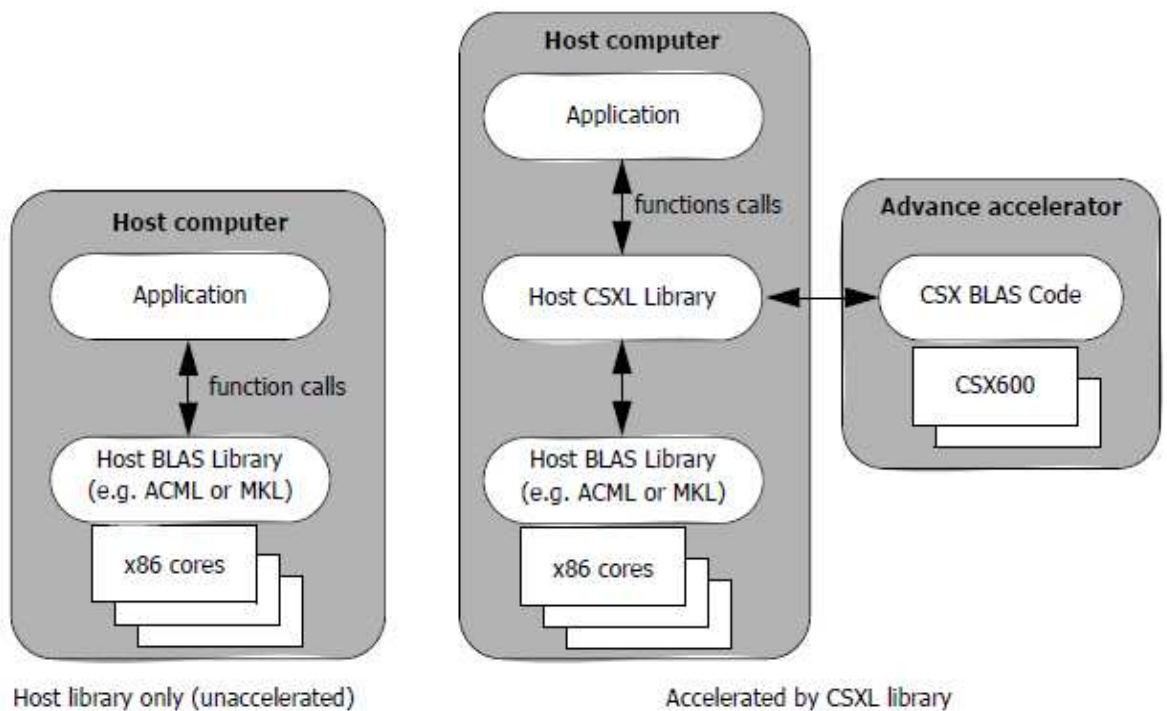 Host computer
Application
function calls
Host BLAS Library
(e.g. ACML or MKL)
x86 cores
Host library only (unaccelerated)
Host computer
Application
functions calls
Host CSXL Library
Host BLAS Library
(e.g. ACML or MKL)
x86 cores
Advance accelerator
CSX BLAS Code
CSX600
Accelerated by CSXL library